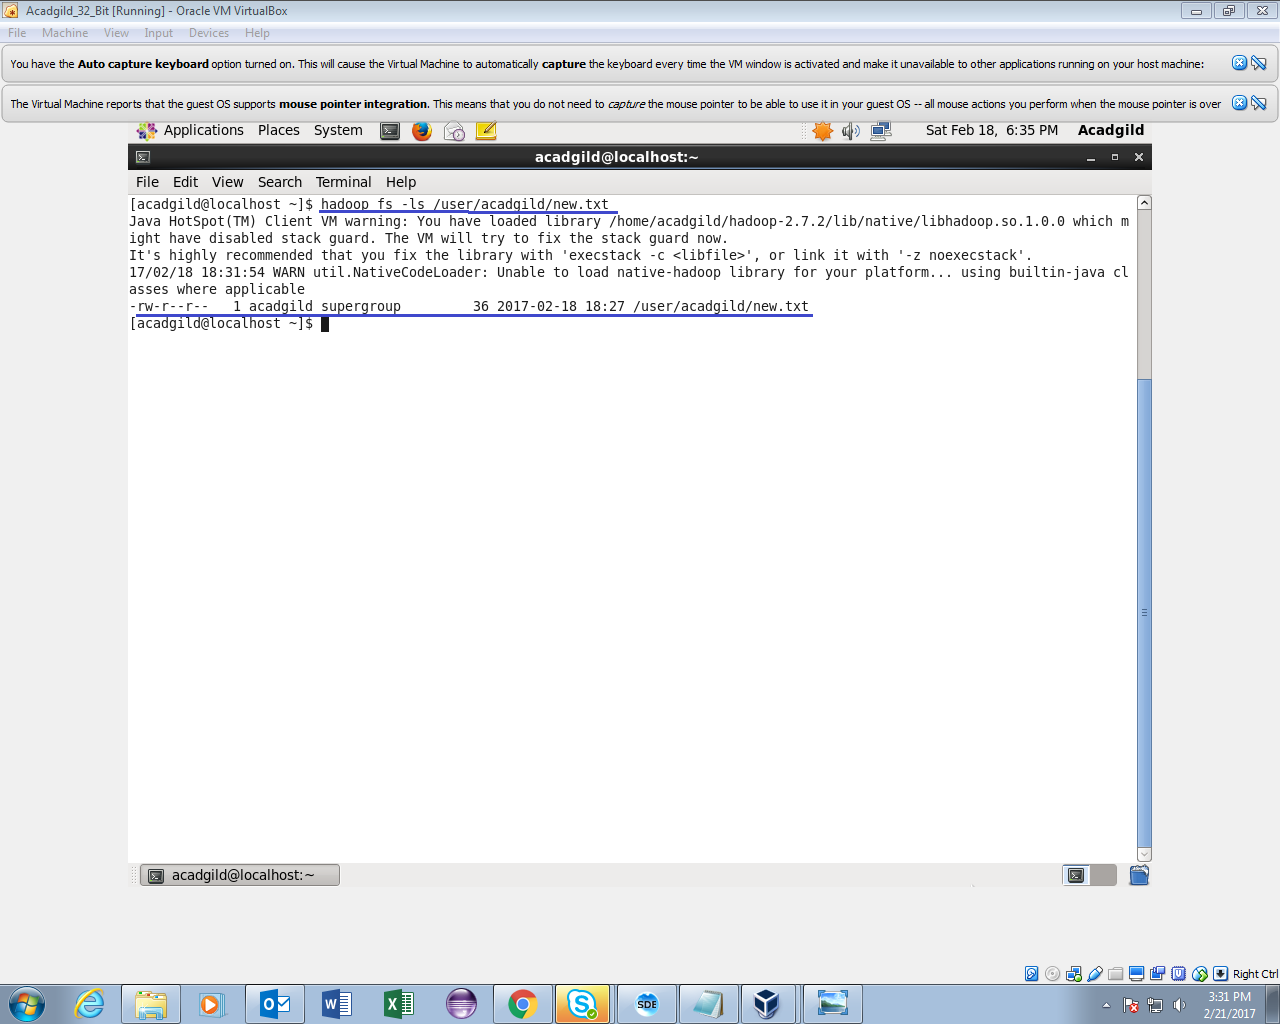 Acadgild_32_Bit [Running] - Oracle VM VirtualBox
File Machine View Input Devices Help
You have the Auto capture keyboard option turned on. This will cause the Virtual Machine to automatically capture the keyboard every time the VM window is activated and make it unavailable to other applications running on your host machine:
The Virtual Machine reports that the guest OS supports mouse pointer integration. This means that you do not need to capture the mouse pointer to be able to use it in your guest OS -- all mouse actions you perform when the mouse pointer is over
Applications Places System Sat Feb 18, 6:35 PM Acadgild
acadgild@localhost:~
File Edit View Search Terminal Help
[acadgild@localhost ~]$ hadoop fs -ls /user/acadgild/new.txt
Java HotSpot(TM) Client VM warning: You have loaded library /home/acadgild/hadoop-2.7.2/lib/native/libhadoop.so.1.0.0 which m
ight have disabled stack guard. The VM will try to fix the stack guard now.
It's highly recommended that you fix the library with 'execstack -c <libfile>', or link it with '-z noexecstack'.
17/02/18 18:31:54 WARN util.NativeCodeLoader: Unable to load native-hadoop library for your platform... using builtin-java cl
asses where applicable
-rw-r--r--   1 acadgild supergroup         36 2017-02-18 18:27 /user/acadgild/new.txt
[acadgild@localhost ~]$
acadgild@localhost:~
Right Ctrl
SDE
3:31 PM
2/21/2017